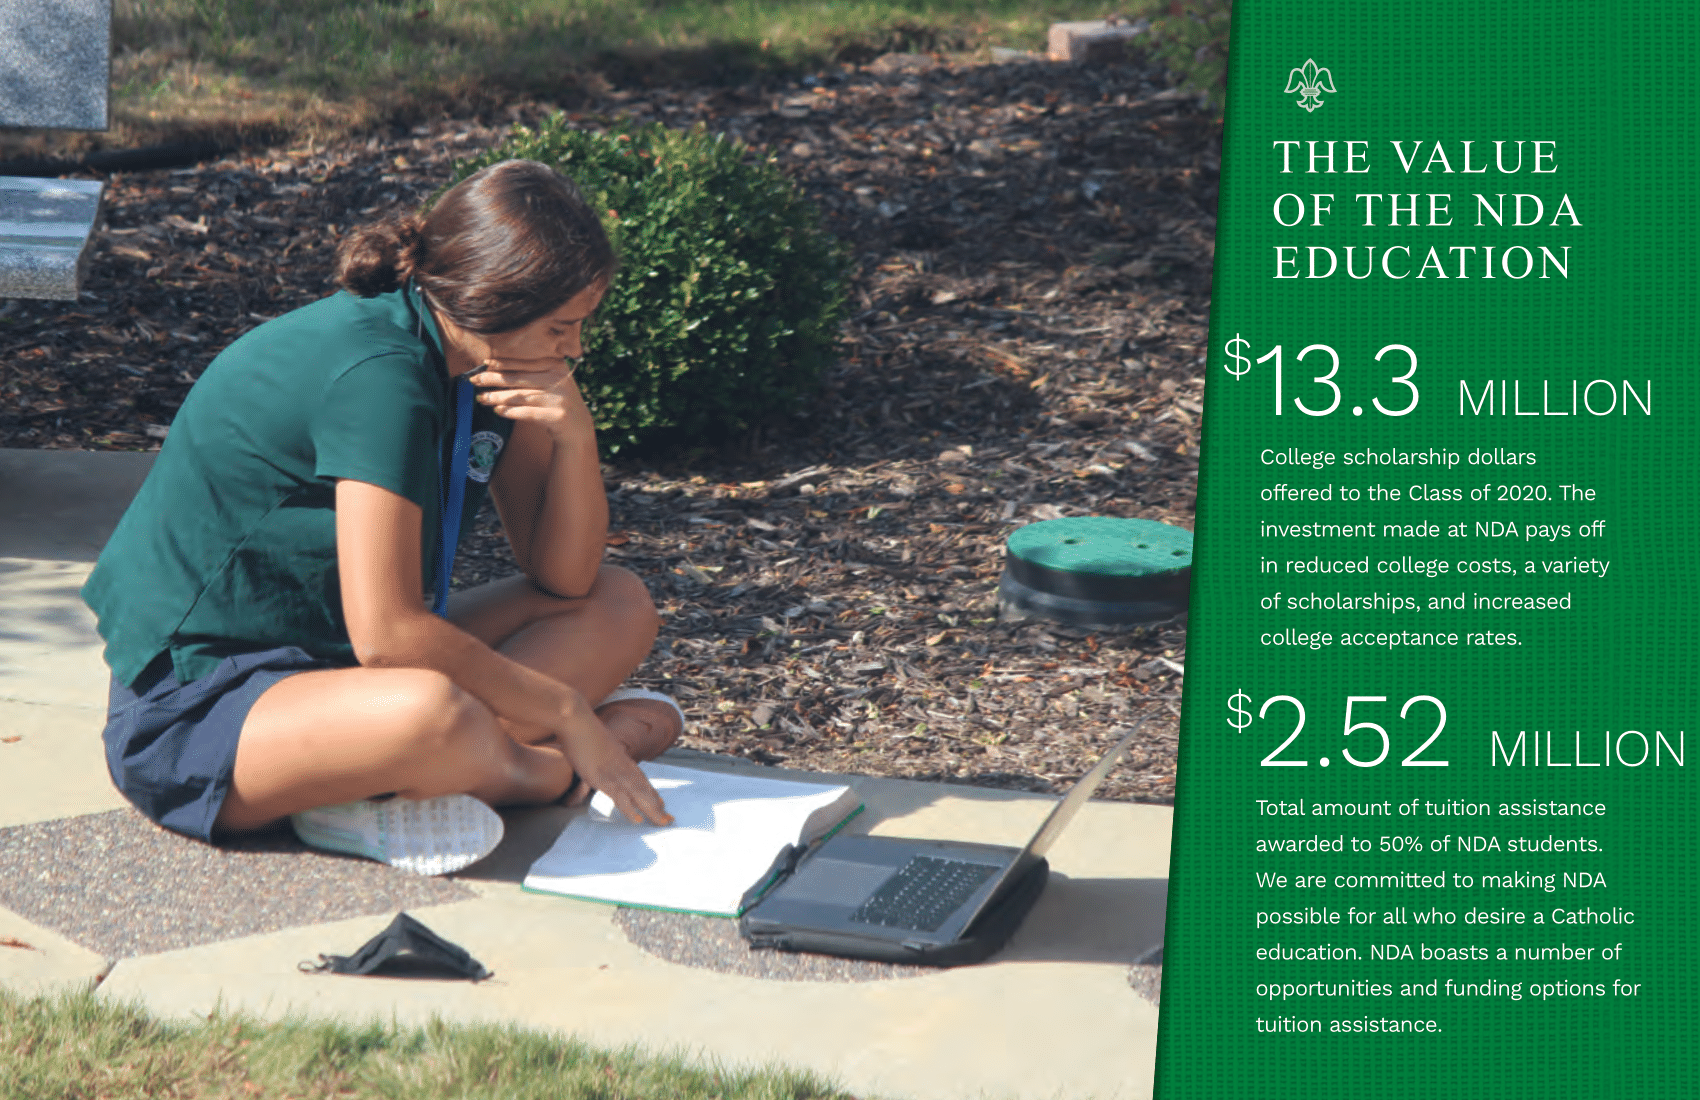 THE VALUE
OF THE NDA
EDUCATION
$13.3 MILLION
College scholarship dollars
offered to the Class of 2020. The
investment made at NDA pays off
in reduced college costs, a variety
of scholarships, and increased
college acceptance rates.
$2.52 MILLION
Total amount of tuition assistance
awarded to 50% of NDA students.
We are committed to making NDA
possible for all who desire a Catholic
education. NDA boasts a number of
opportunities and funding options for
tuition assistance.